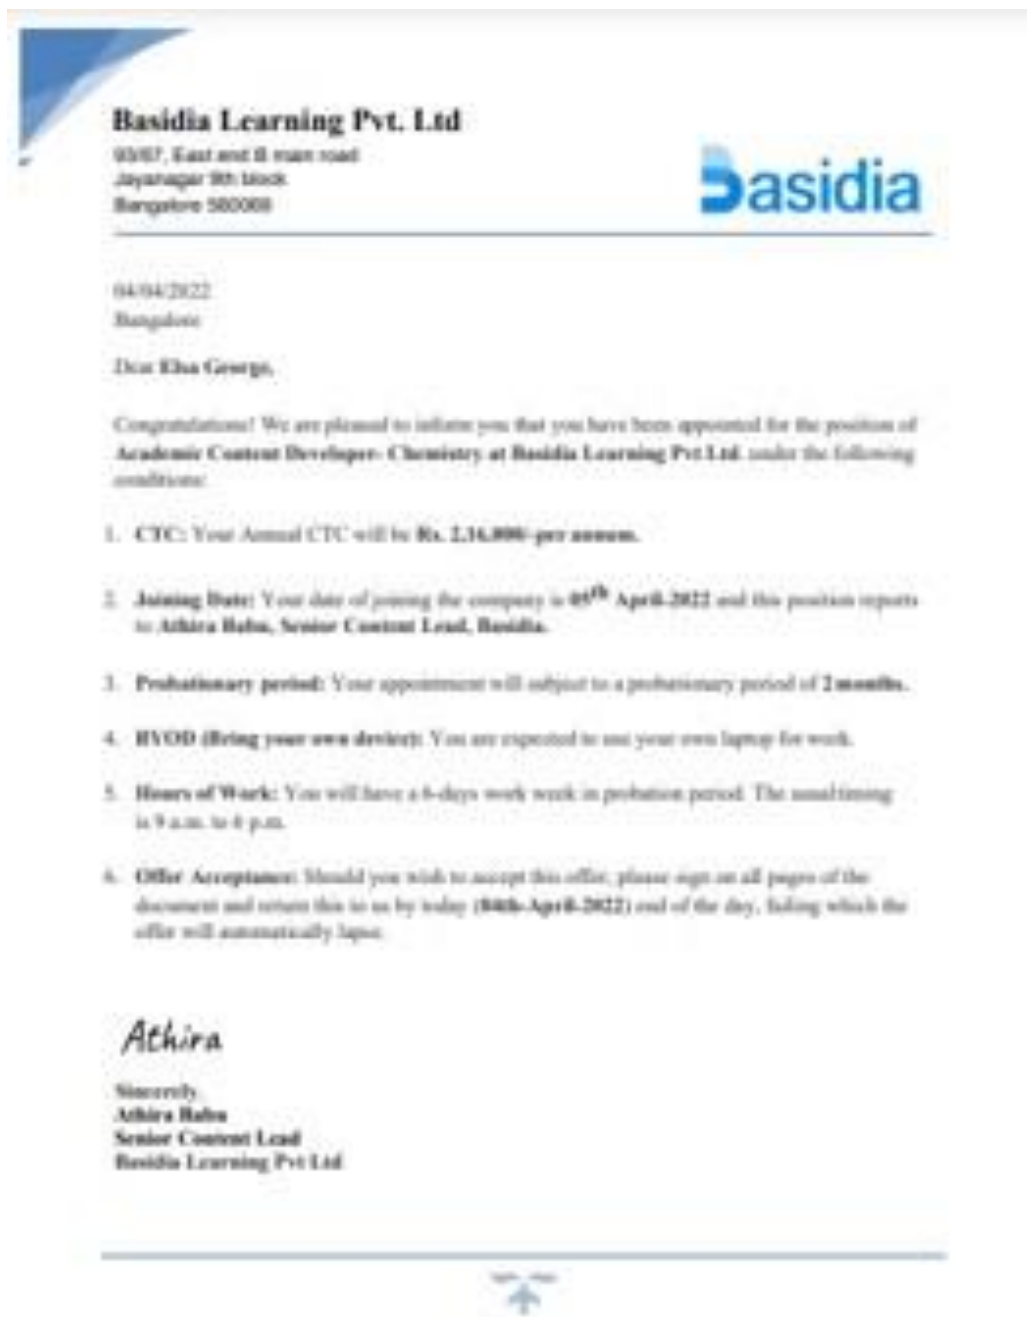 Basidia Learning Pvt. Ltd
East end B main road
Jayanagar 9th block
Bangalore
Basidia
04/04/2022
Bangalore
Dear Elsa George,
Congratulations! We are pleased to inform you that you have been appointed for the position of
Academic Content Developer- Chemistry at Basidia Learning Pvt Ltd. under the following
conditions:
1. CTC: Your Annual CTC will be Rs. 2,16,000/-per annum.
2. Joining Date: Your date of joining the company is 05th April-2022 and this position reports
to Athira Babu, Senior Content Lead, Basidia.
3. Probationary period: Your appointment will subject to a probationary period of 2 months.
4. BYOD (Bring your own device): You are expected to use your own laptop for work.
5. Hours of Work: You will have a 6-days work week in probation period. The usual timing
is 9 a.m. to 6 p.m.
6. Offer Acceptance: Should you wish to accept this offer, please sign on all pages of the
document and return this to us by today (04th-April-2022) end of the day, failing which the
offer will automatically lapse.
Athira
Sincerely,
Athira Babu
Senior Content Lead
Basidia Learning Pvt Ltd